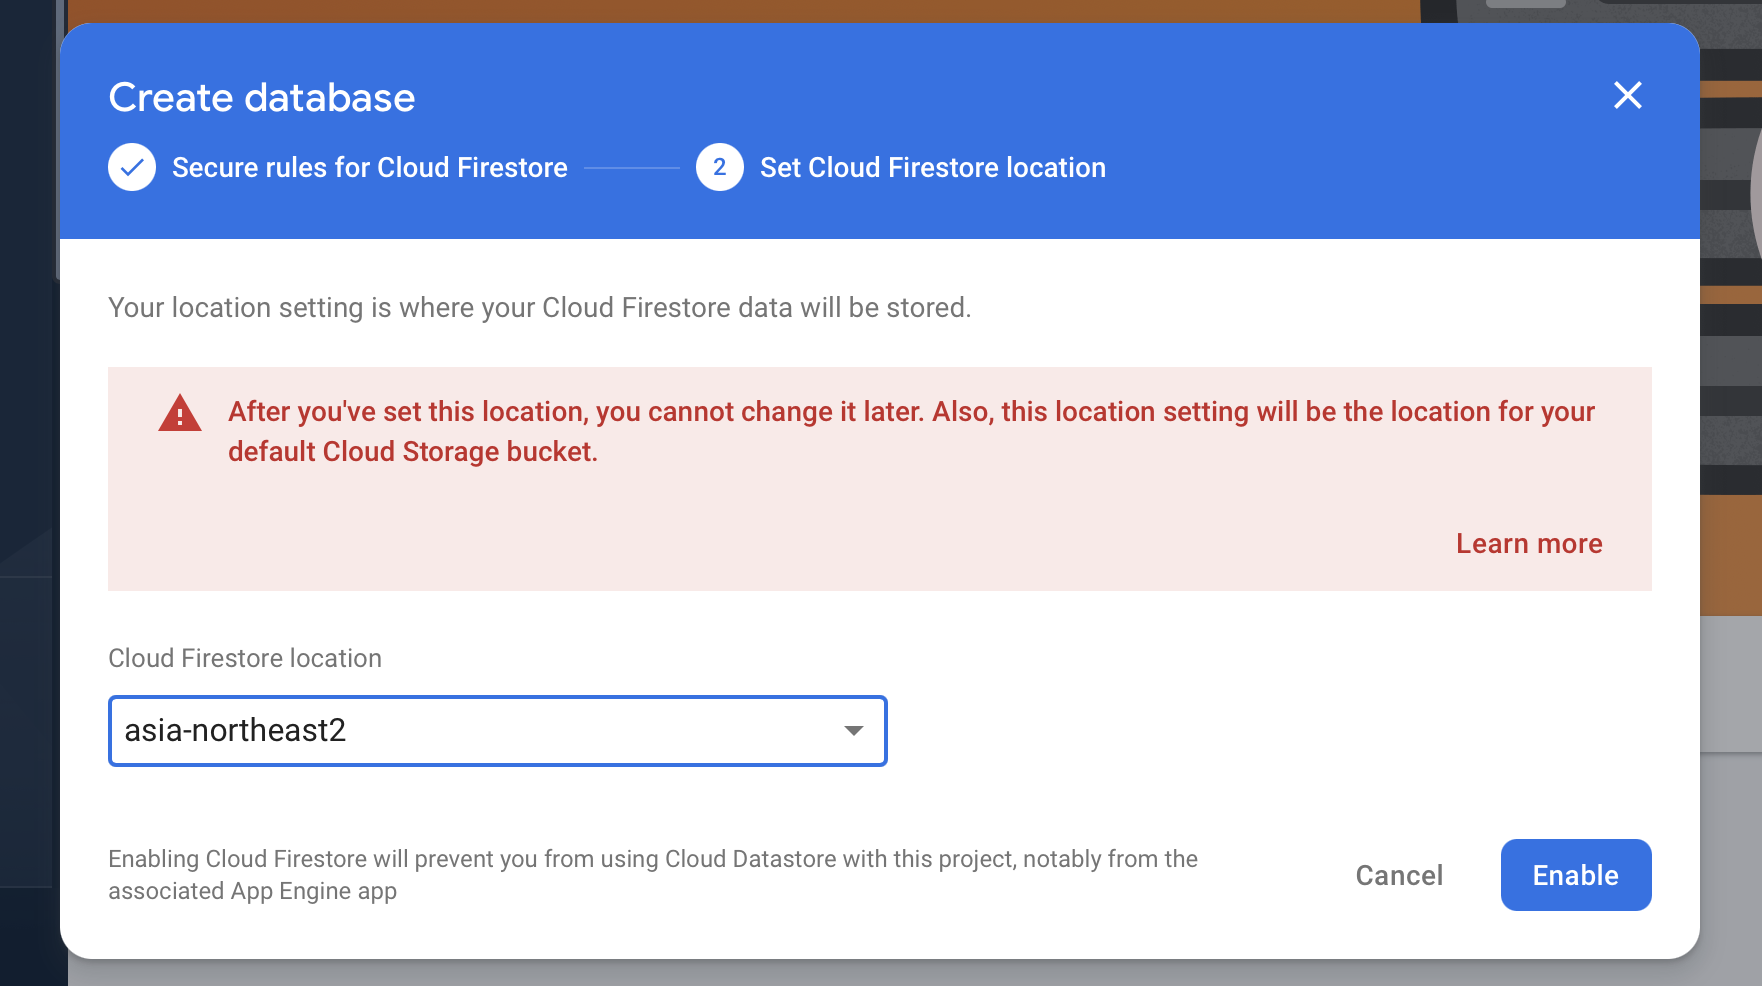 Create database
Secure rules for Cloud Firestore
2
Set Cloud Firestore location
Your location setting is where your Cloud Firestore data will be stored.
After you've set this location, you cannot change it later. Also, this location setting will be the location for your
default Cloud Storage bucket.
Learn more
Cloud Firestore location
asia-northeast2
Enabling Cloud Firestore will prevent you from using Cloud Datastore with this project, notably from the
associated App Engine app
Cancel
Enable